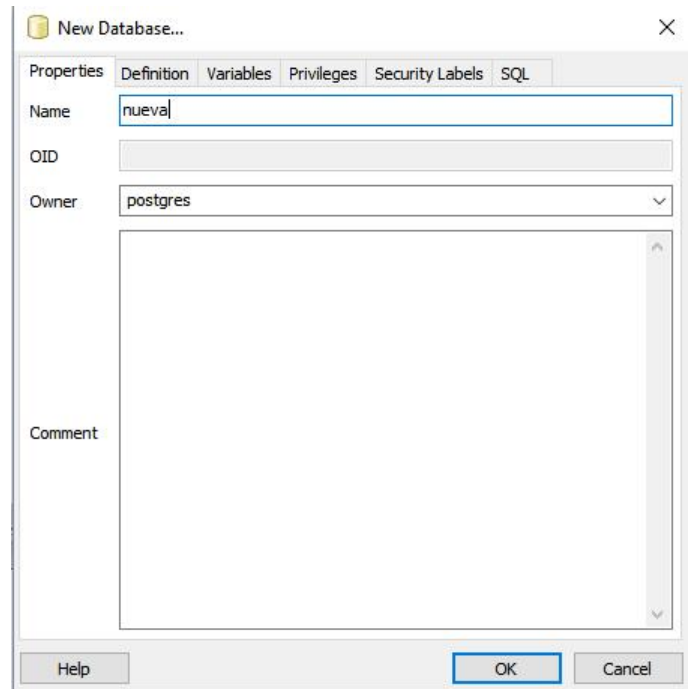 New Database...
Properties Definition Variables Privileges Security Labels SQL
Name nueva
OID
Owner postgres
Comment
Help OK Cancel